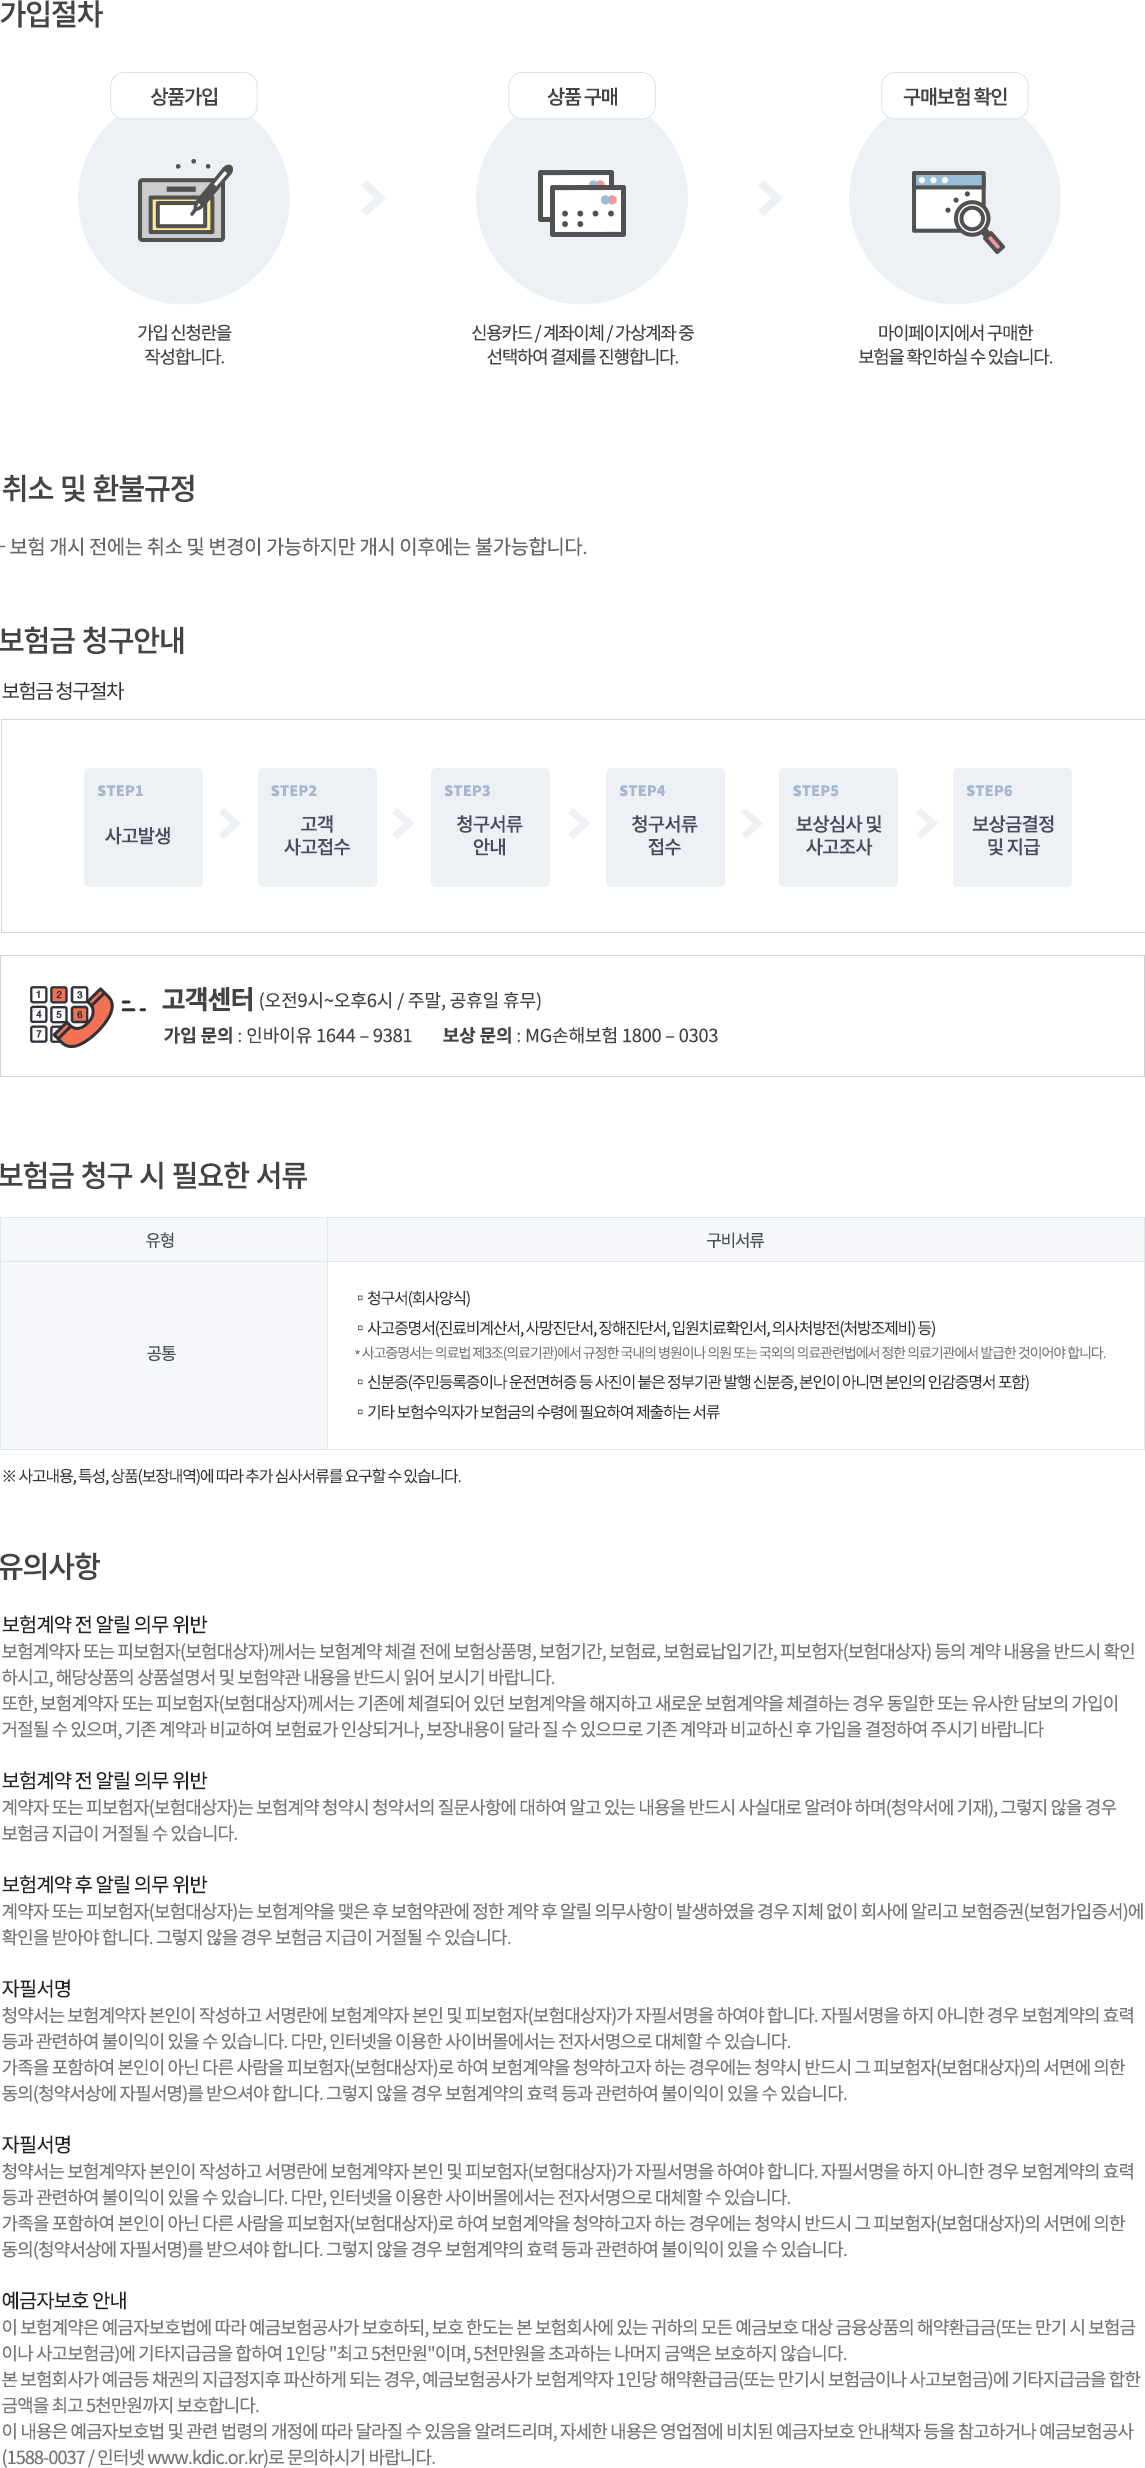 가입절차
상품가입
상품 구매
구매보험 확인
가입 신청란을
작성합니다.
신용카드 / 계좌이체 / 가상계좌 중
선택하여 결제를 진행합니다.
마이페이지에서 구매한
보험을 확인하실 수 있습니다.
취소 및 환불규정
- 보험 개시 전에는 취소 및 변경이 가능하지만 개시 이후에는 불가능합니다.
보험금 청구안내
보험금 청구절차
STEP1
사고발생
STEP2
고객
사고접수
STEP3
청구서류
안내
STEP4
청구서류
접수
STEP5
보상심사 및
사고조사
STEP6
보상금결정
및 지급
1 2 3
4 5 6
7
고객센터 (오전9시~오후6시 / 주말, 공휴일 휴무)
가입 문의 : 인바이유 1644 – 9381 보상 문의 : MG손해보험 1800 – 0303
보험금 청구 시 필요한 서류
유형
구비서류
공통
▫ 청구서(회사양식)
▫ 사고증명서(진료비계산서, 사망진단서, 장해진단서, 입원치료확인서, 의사처방전(처방조제비) 등)
* 사고증명서는 의료법 제3조(의료기관)에서 규정한 국내의 병원이나 의원 또는 국외의 의료관련법에서 정한 의료기관에서 발급한 것이어야 합니다.
▫ 신분증(주민등록증이나 운전면허증 등 사진이 붙은 정부기관 발행 신분증, 본인이 아니면 본인의 인감증명서 포함)
▫ 기타 보험수익자가 보험금의 수령에 필요하여 제출하는 서류
※ 사고내용, 특성, 상품(보장내역)에 따라 추가 심사서류를 요구할 수 있습니다.
유의사항
보험계약 전 알릴 의무 위반
보험계약자 또는 피보험자(보험대상자)께서는 보험계약 체결 전에 보험상품명, 보험기간, 보험료, 보험료납입기간, 피보험자(보험대상자) 등의 계약 내용을 반드시 확인
하시고, 해당상품의 상품설명서 및 보험약관 내용을 반드시 읽어 보시기 바랍니다.
또한, 보험계약자 또는 피보험자(보험대상자)께서는 기존에 체결되어 있던 보험계약을 해지하고 새로운 보험계약을 체결하는 경우 동일한 또는 유사한 담보의 가입이
거절될 수 있으며, 기존 계약과 비교하여 보험료가 인상되거나, 보장내용이 달라 질 수 있으므로 기존 계약과 비교하신 후 가입을 결정하여 주시기 바랍니다
보험계약 전 알릴 의무 위반
계약자 또는 피보험자(보험대상자)는 보험계약 청약시 청약서의 질문사항에 대하여 알고 있는 내용을 반드시 사실대로 알려야 하며(청약서에 기재), 그렇지 않을 경우
보험금 지급이 거절될 수 있습니다.
보험계약 후 알릴 의무 위반
계약자 또는 피보험자(보험대상자)는 보험계약을 맺은 후 보험약관에 정한 계약 후 알릴 의무사항이 발생하였을 경우 지체 없이 회사에 알리고 보험증권(보험가입증서)에
확인을 받아야 합니다. 그렇지 않을 경우 보험금 지급이 거절될 수 있습니다.
자필서명
청약서는 보험계약자 본인이 작성하고 서명란에 보험계약자 본인 및 피보험자(보험대상자)가 자필서명을 하여야 합니다. 자필서명을 하지 아니한 경우 보험계약의 효력
등과 관련하여 불이익이 있을 수 있습니다. 다만, 인터넷을 이용한 사이버몰에서는 전자서명으로 대체할 수 있습니다.
가족을 포함하여 본인이 아닌 다른 사람을 피보험자(보험대상자)로 하여 보험계약을 청약하고자 하는 경우에는 청약시 반드시 그 피보험자(보험대상자)의 서면에 의한
동의(청약서상에 자필서명)를 받으셔야 합니다. 그렇지 않을 경우 보험계약의 효력 등과 관련하여 불이익이 있을 수 있습니다.
자필서명
청약서는 보험계약자 본인이 작성하고 서명란에 보험계약자 본인 및 피보험자(보험대상자)가 자필서명을 하여야 합니다. 자필서명을 하지 아니한 경우 보험계약의 효력
등과 관련하여 불이익이 있을 수 있습니다. 다만, 인터넷을 이용한 사이버몰에서는 전자서명으로 대체할 수 있습니다.
가족을 포함하여 본인이 아닌 다른 사람을 피보험자(보험대상자)로 하여 보험계약을 청약하고자 하는 경우에는 청약시 반드시 그 피보험자(보험대상자)의 서면에 의한
동의(청약서상에 자필서명)를 받으셔야 합니다. 그렇지 않을 경우 보험계약의 효력 등과 관련하여 불이익이 있을 수 있습니다.
예금자보호 안내
이 보험계약은 예금자보호법에 따라 예금보험공사가 보호하되, 보호 한도는 본 보험회사에 있는 귀하의 모든 예금보호 대상 금융상품의 해약환급금(또는 만기 시 보험금
이나 사고보험금)에 기타지급금을 합하여 1인당 "최고 5천만원"이며, 5천만원을 초과하는 나머지 금액은 보호하지 않습니다.
본 보험회사가 예금등 채권의 지급정지후 파산하게 되는 경우, 예금보험공사가 보험계약자 1인당 해약환급금(또는 만기시 보험금이나 사고보험금)에 기타지급금을 합한
금액을 최고 5천만원까지 보호합니다.
이 내용은 예금자보호법 및 관련 법령의 개정에 따라 달라질 수 있음을 알려드리며, 자세한 내용은 영업점에 비치된 예금자보호 안내책자 등을 참고하거나 예금보험공사
(1588-0037 / 인터넷 www.kdic.or.kr)로 문의하시기 바랍니다.